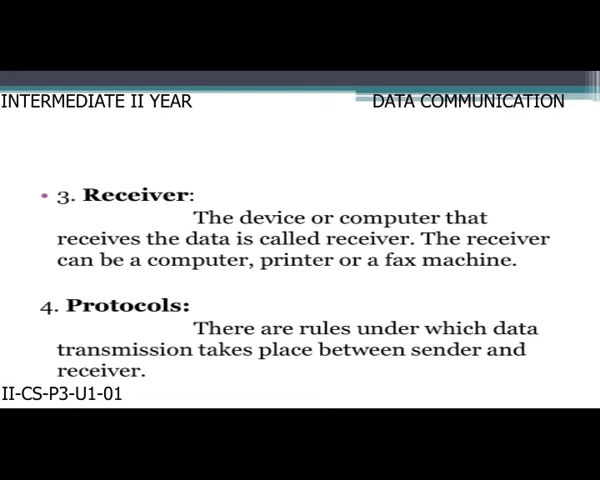 INTERMEDIATE II YEAR DATA COMMUNICATION
• 3. Receiver:
The device or computer that
receives the data is called receiver. The receiver
can be a computer, printer or a fax machine.
4. Protocols:
There are rules under which data
transmission takes place between sender and
receiver.
II-CS-P3-U1-01